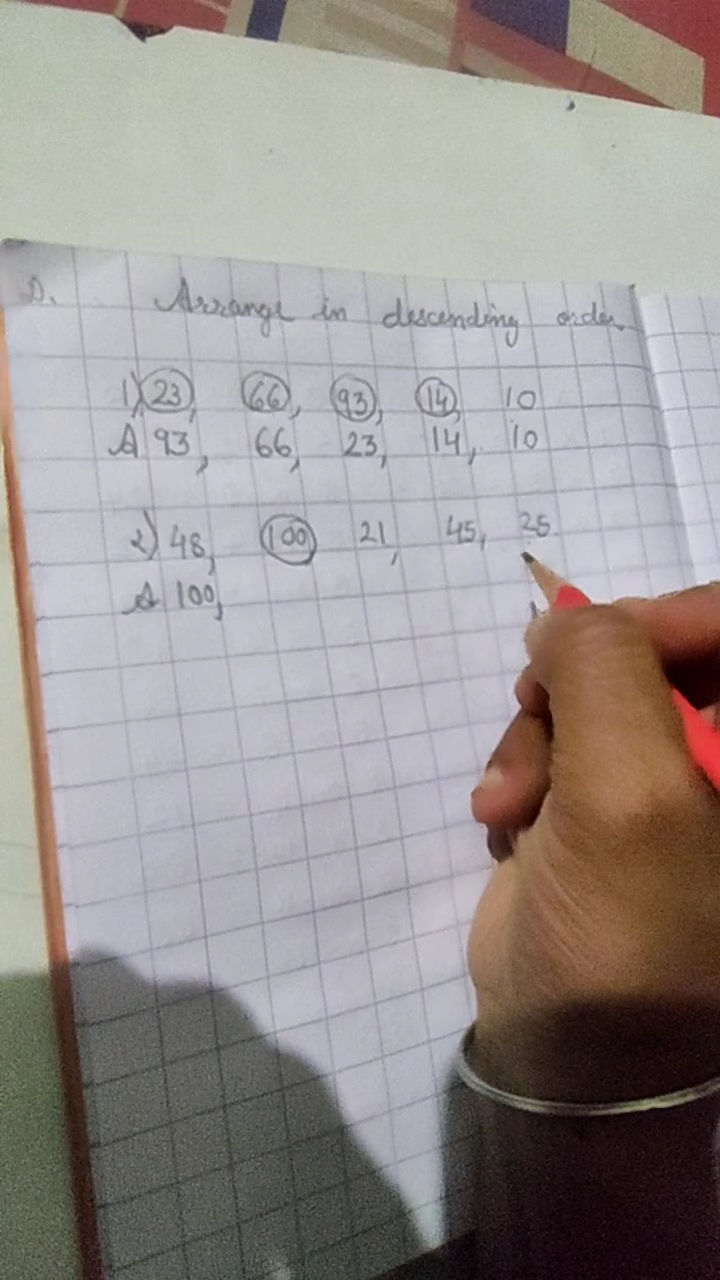 D. Arrange in descending order.
1) 23, 66, 93, 14, 10
A 93, 66, 23, 14, 10
2) 48, 100 21, 45, 25
A 100,